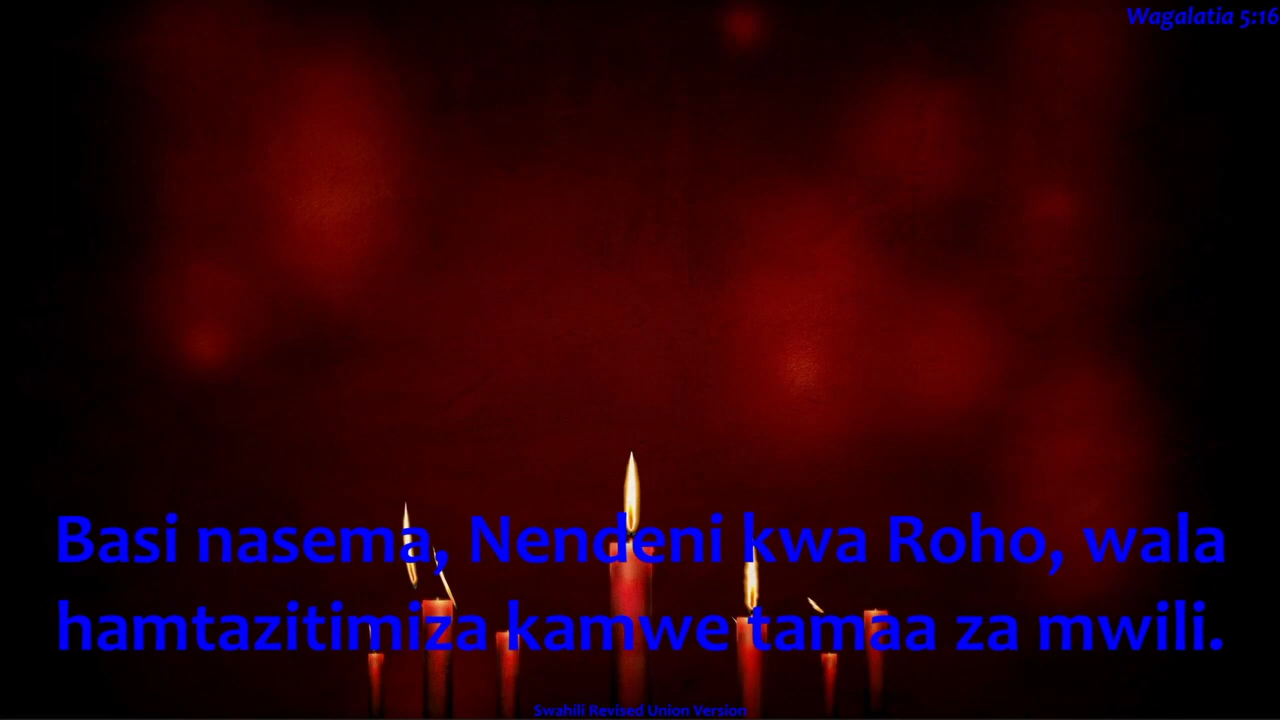 Wagalatia 5:16
Basi nasema, Nendeni kwa Roho, wala
hamtazitimiza kamwe tamaa za mwili.
Swahili Revised Union Version